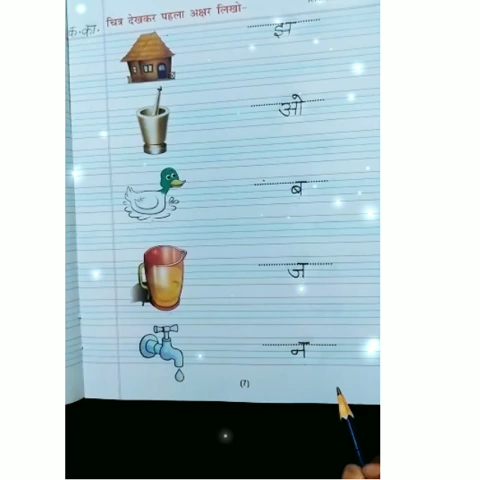 क.का. चित्र देखकर पहला अक्षर लिखो-
झ
ओ
ब
ज
न
(7)